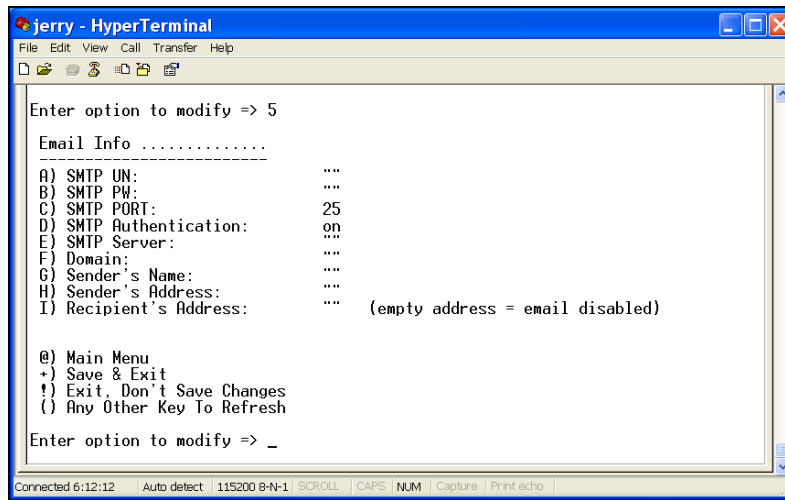 jerry - HyperTerminal
File Edit View Call Transfer Help
Enter option to modify => 5
Email Info ..............
-------------------------
A) SMTP UN: ""
B) SMTP PW: ""
C) SMTP PORT: 25
D) SMTP Authentication: on
E) SMTP Server: ""
F) Domain: ""
G) Sender's Name: ""
H) Sender's Address: ""
I) Recipient's Address: "" (empty address = email disabled)
@) Main Menu
+) Save & Exit
!) Exit, Don't Save Changes
() Any Other Key To Refresh
Enter option to modify => _
Connected 6:12:12 Auto detect 115200 8-N-1 SCROLL CAPS NUM Capture Print echo